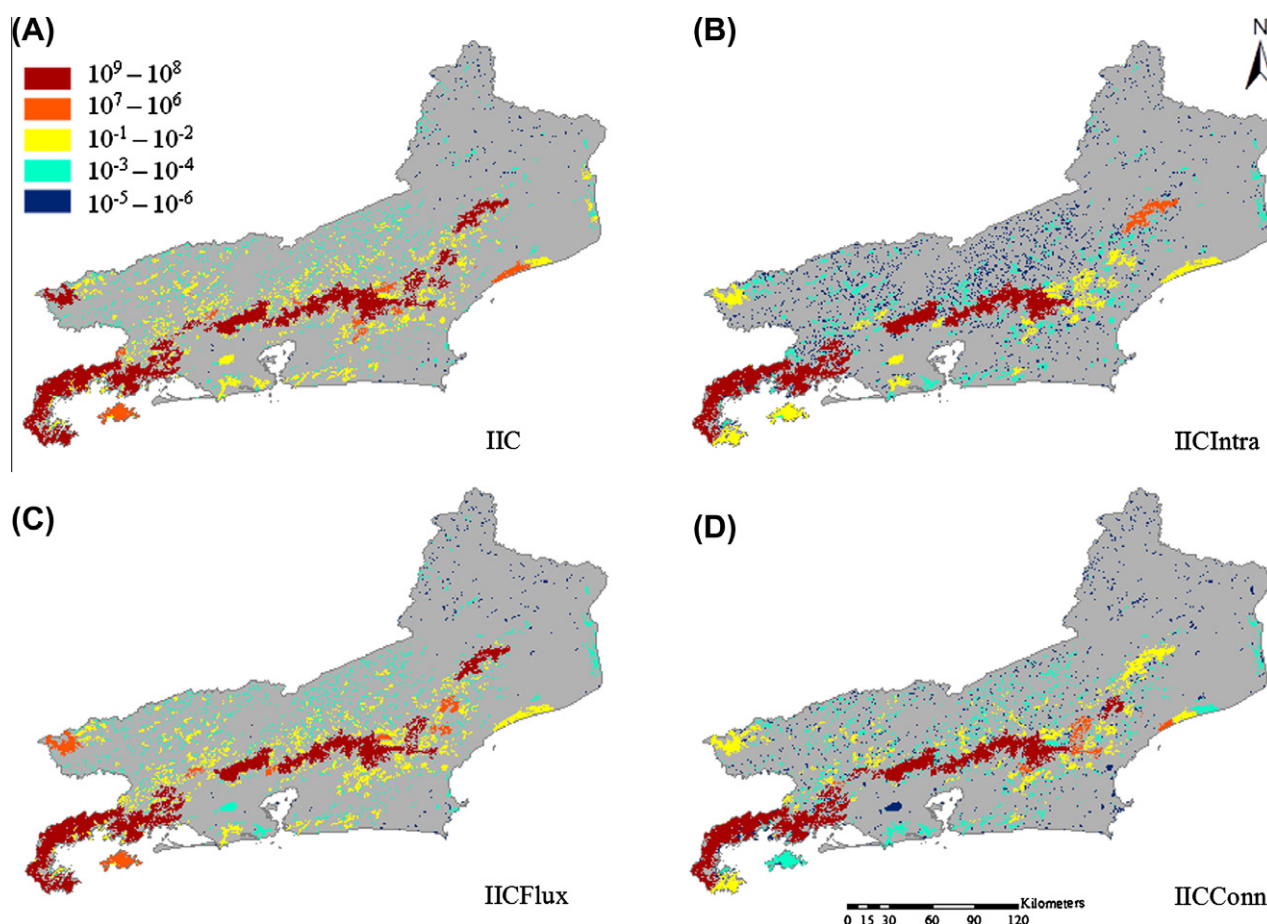 (A)
10⁹ – 10⁸
10⁷ – 10⁶
10⁻¹ – 10⁻²
10⁻³ – 10⁻⁴
10⁻⁵ – 10⁻⁶
IIC
(B)
N
IICIntra
(C)
IICFlux
(D)
IICConn
Kilometers
0 15 30 60 90 120